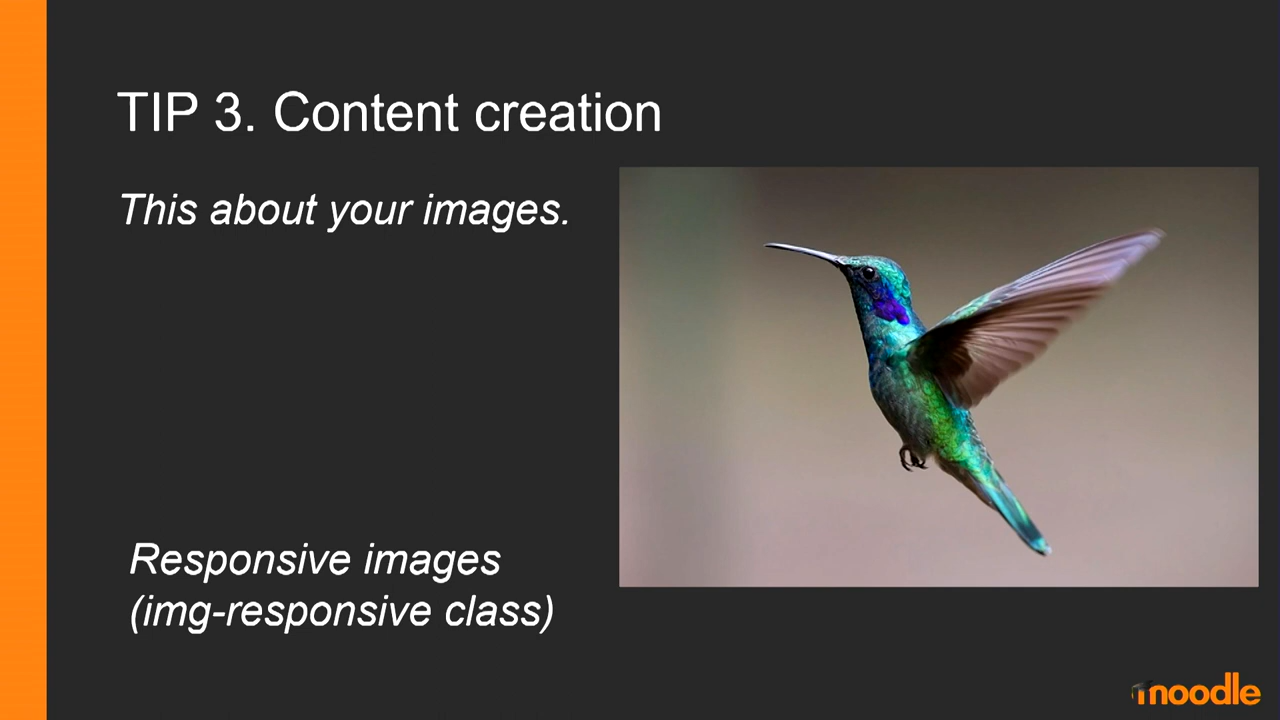 TIP 3. Content creation
This about your images.
Responsive images
(img-responsive class)
moodle